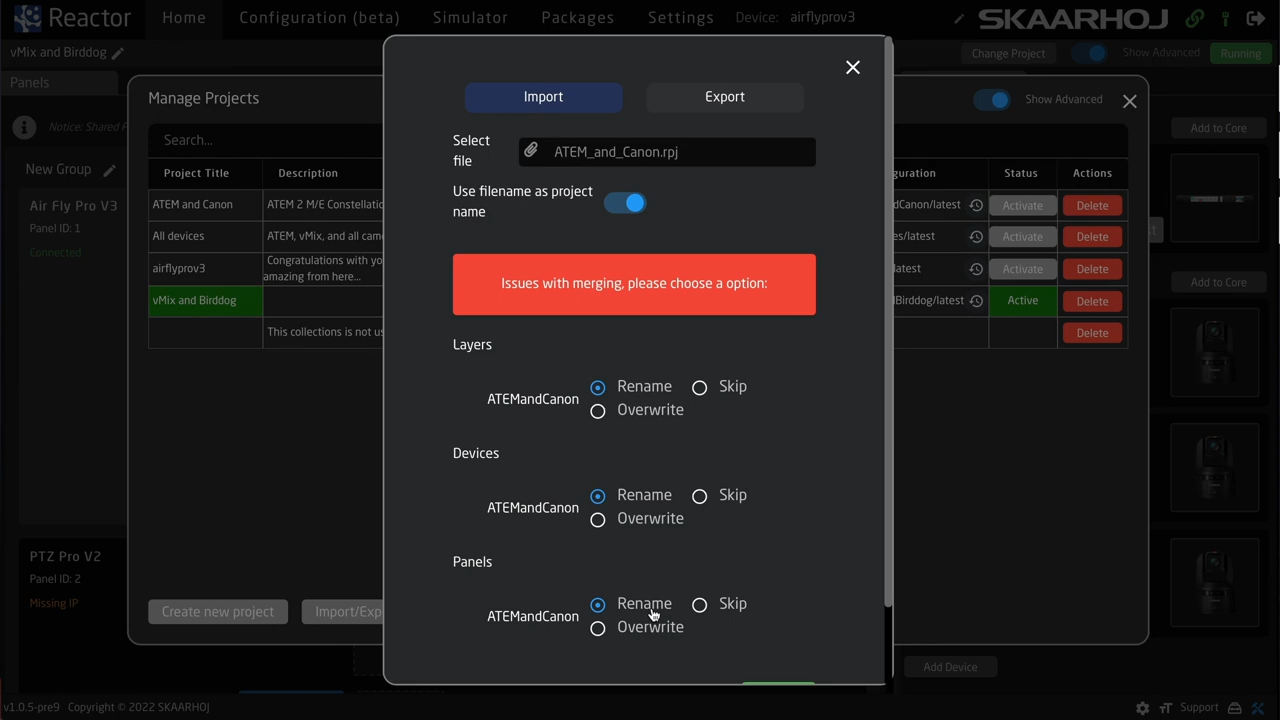 Reactor
Home
Configuration (beta)
Simulator
Packages
Settings
Device: airflyprov3
SKAARHOJ
vMix and Birddog
Change Project
Show Advanced
Running
Panels
Manage Projects
Show Advanced
Notice: Shared P
Search...
Add to Core
New Group
Project Title
Description
guration
Status
Actions
Air Fly Pro V3
Panel ID: 1
Connected
ATEM and Canon
ATEM 2 M/E Constellatio
dCanon/latest
Activate
Delete
All devices
ATEM, vMix, and all came
es/latest
Activate
Delete
airflyprov3
Congratulations with yo
amazing from here...
latest
Activate
Delete
vMix and Birddog
lBirddog/latest
Active
Delete
Add to Core
This collections is not us
Delete
PTZ Pro V2
Panel ID: 2
Missing IP
Create new project
Import/Exp
Import
Export
Select
file
ATEM_and_Canon.rpj
Use filename as project
name
Issues with merging, please choose a option:
Layers
ATEMandCanon
Rename
Skip
Overwrite
Devices
ATEMandCanon
Rename
Skip
Overwrite
Panels
ATEMandCanon
Rename
Skip
Overwrite
Add Device
v1.0.5-pre9 Copyright © 2022 SKAARHOJ
Support